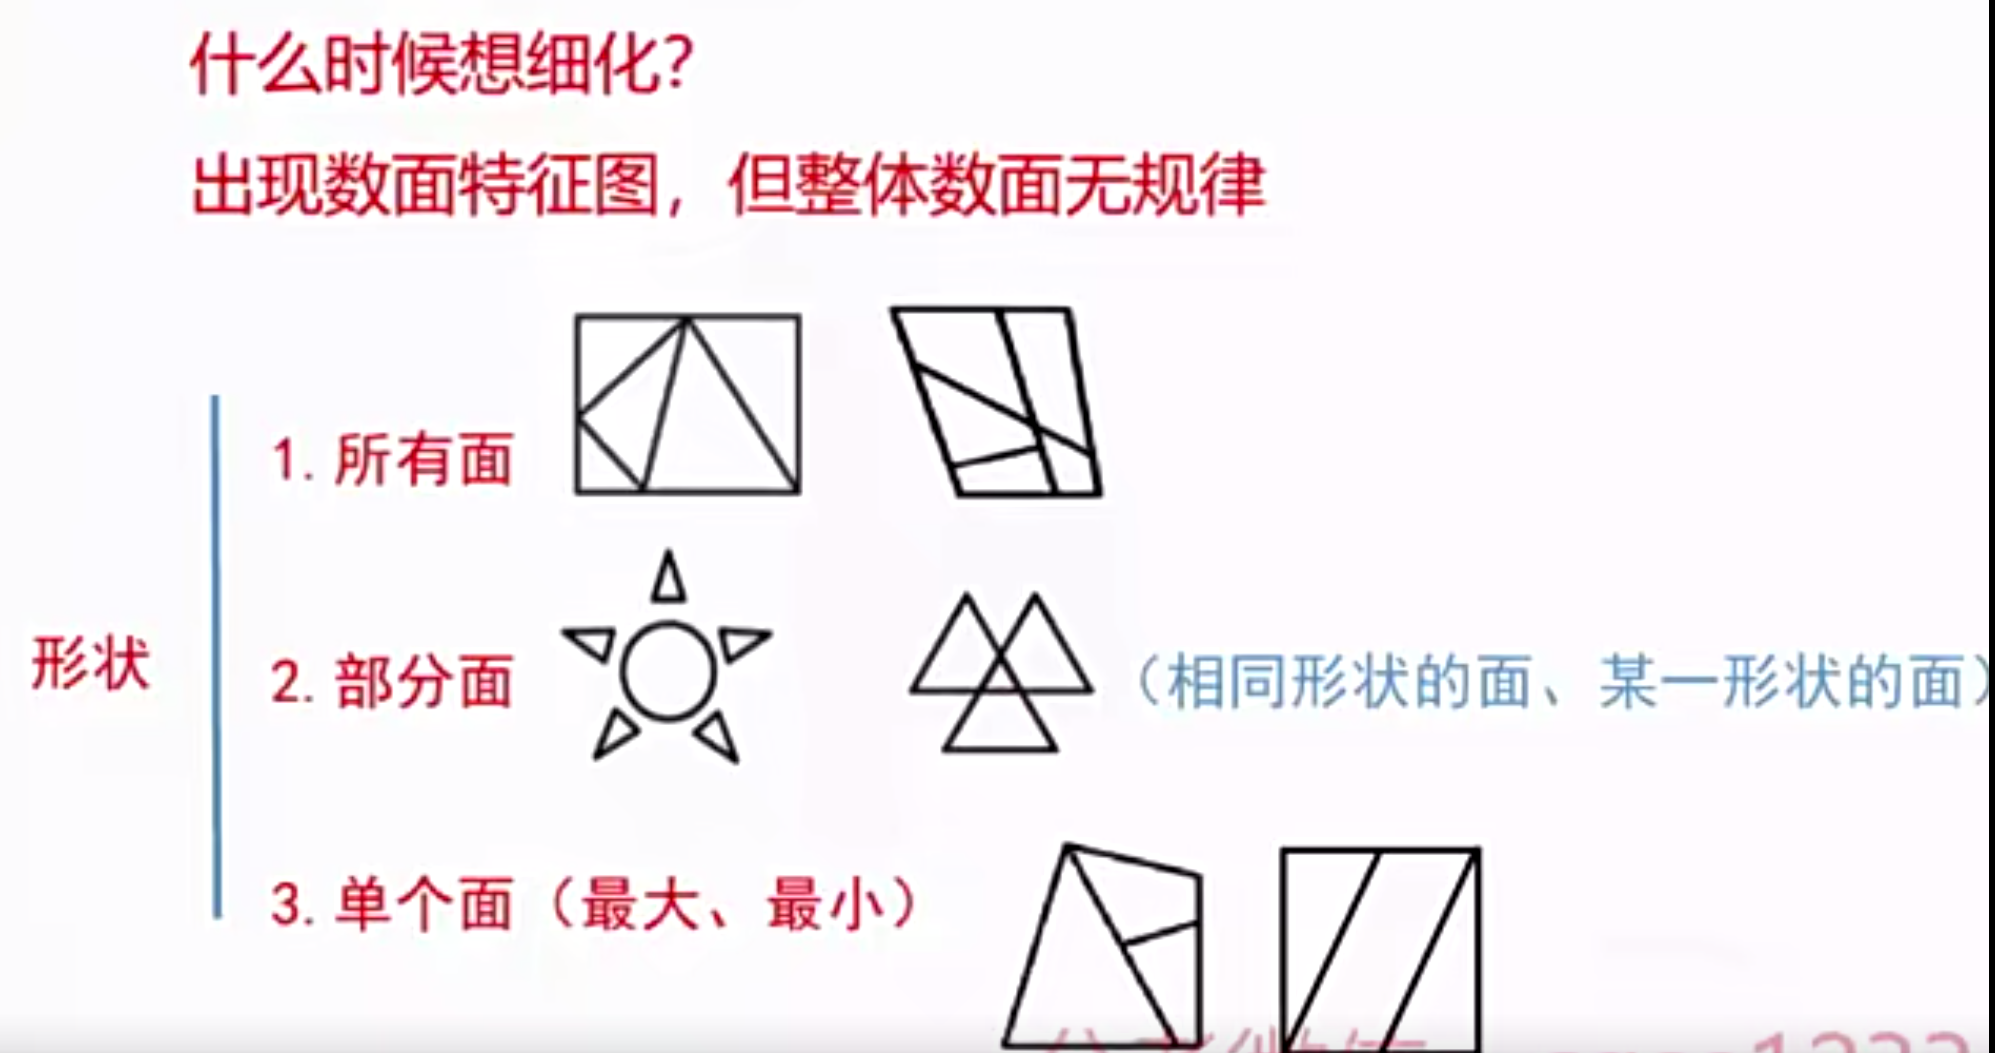 什么时候想细化？
出现数面特征图，但整体数面无规律
1. 所有面
形状
2. 部分面
（相同形状的面、某一形状的面）
3. 单个面（最大、最小）